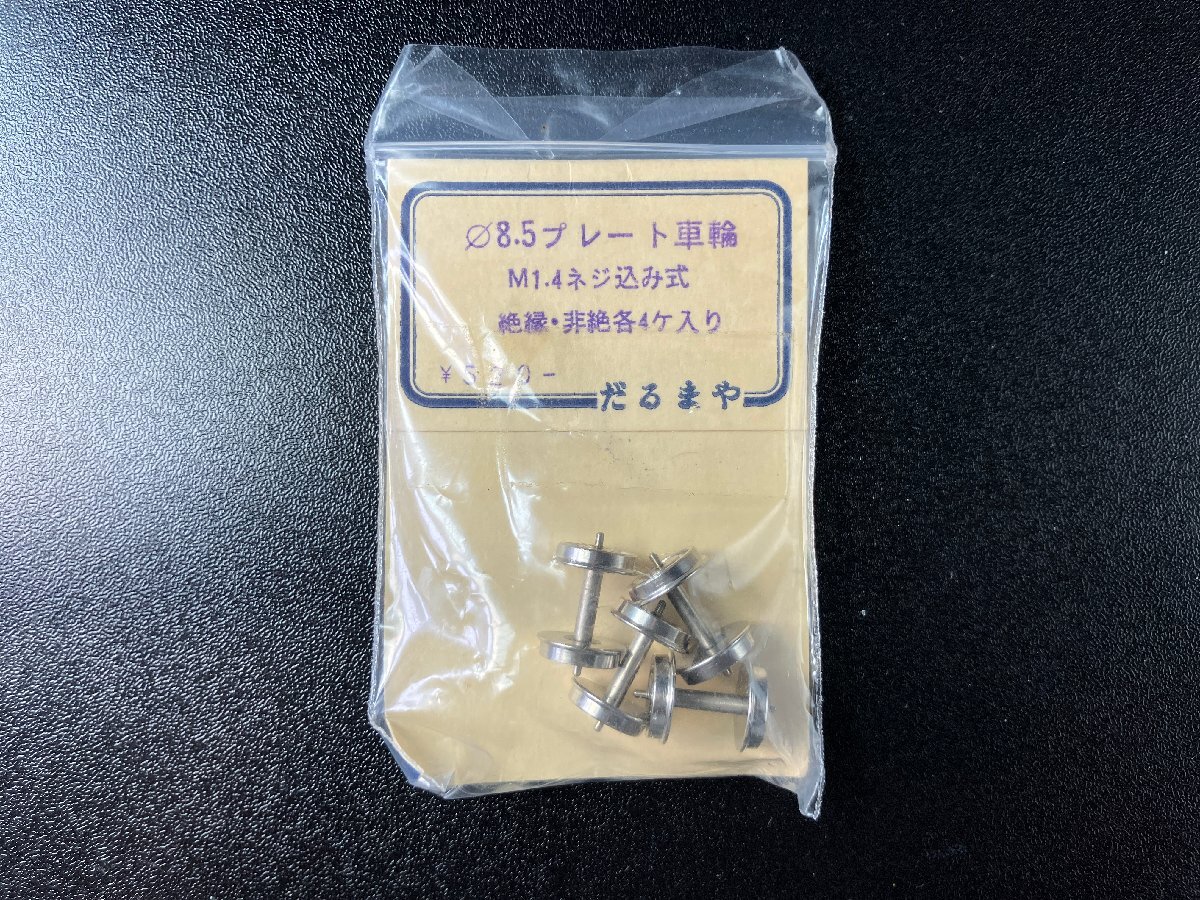 ∅8.5プレート車輪
M1.4ネジ込み式
絶縁・非絶各4ケ入り
¥520-
だるまや